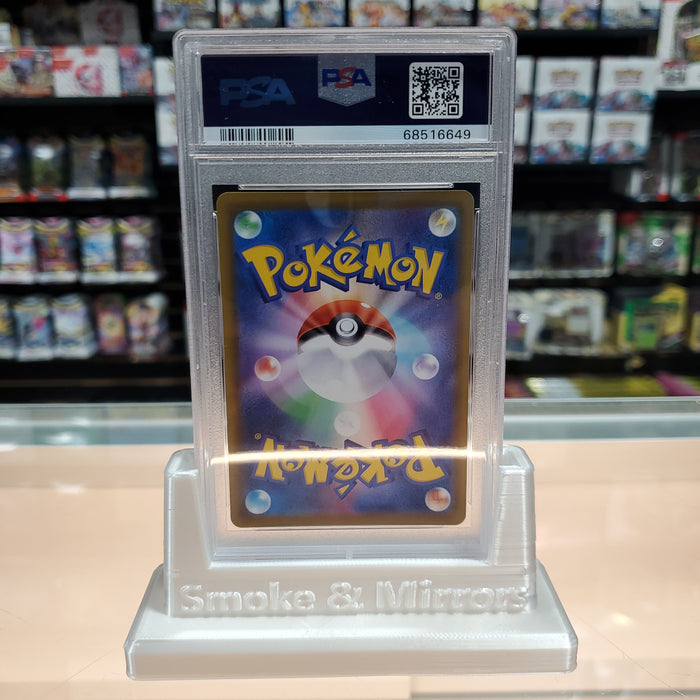 PSA
PSA
68516649
POKéMON
®
POKéMON
®
Smoke & Mirrors